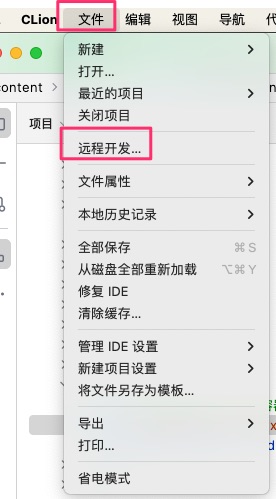 CLion 文件 编辑 视图 导航
content
项目
新建
打开...
最近的项目
关闭项目
远程开发...
文件属性
本地历史记录
全部保存 ⌘S
从磁盘全部重新加载 ⌥⌘Y
修复 IDE
清除缓存...
管理 IDE 设置
新建项目设置
将文件另存为模板...
导出
打印...
省电模式